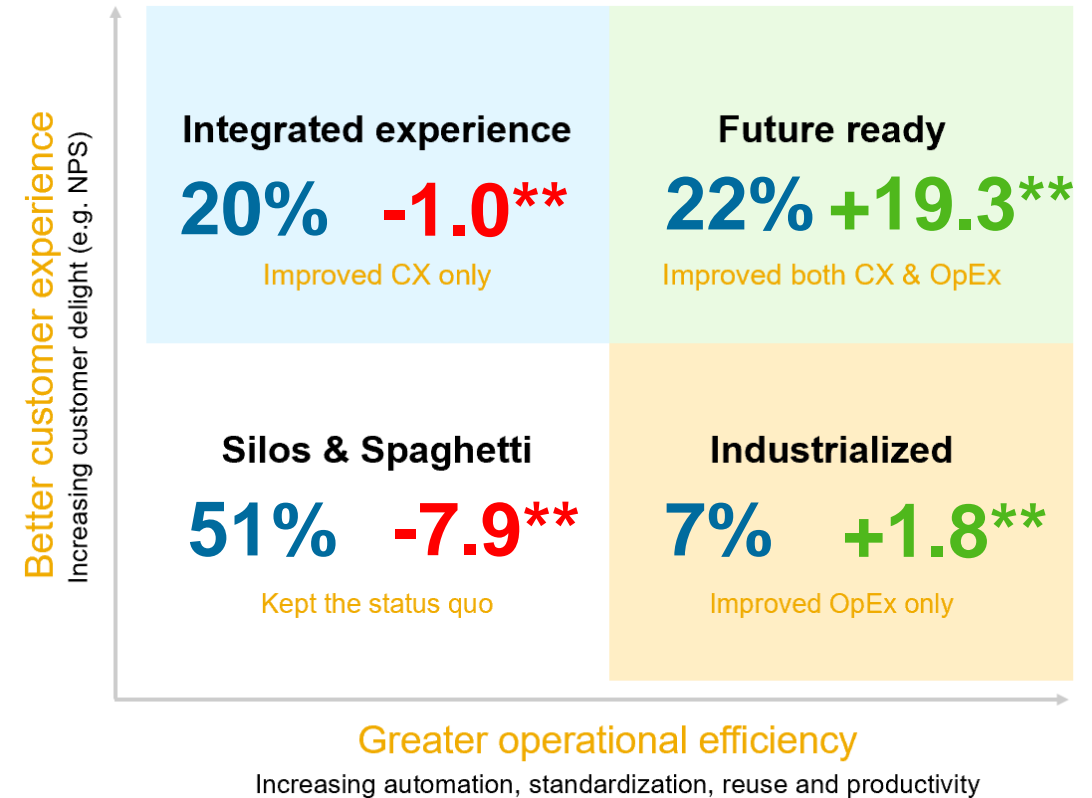 Better customer experience
Increasing customer delight (e.g. NPS)
Integrated experience
20% -1.0**
Improved CX only
Future ready
22% +19.3**
Improved both CX & OpEx
Silos & Spaghetti
51% -7.9**
Kept the status quo
Industrialized
7% +1.8**
Improved OpEx only
Greater operational efficiency
Increasing automation, standardization, reuse and productivity